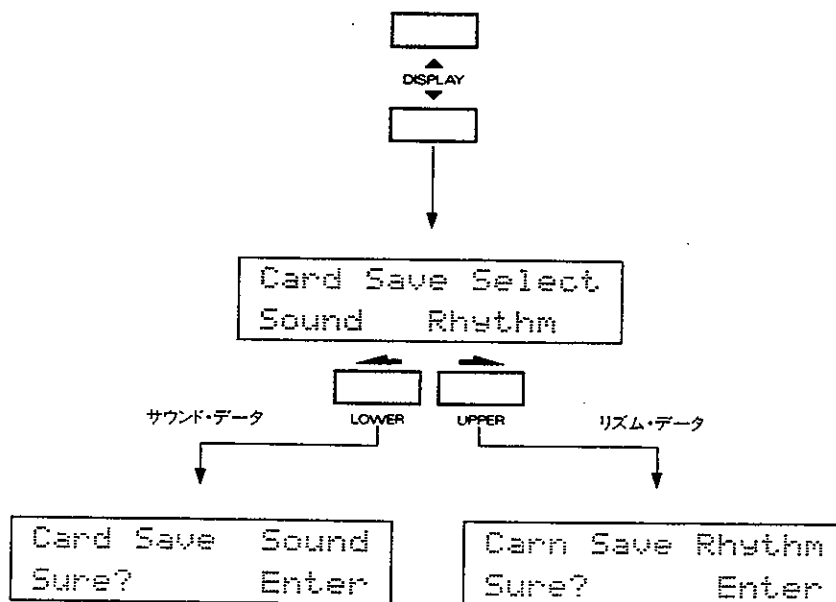 DISPLAY
Card Save Select
Sound Rhythm
サウンド・データ LOWER UPPER リズム・データ
Card Save Sound
Sure? Enter
Carn Save Rhythm
Sure? Enter